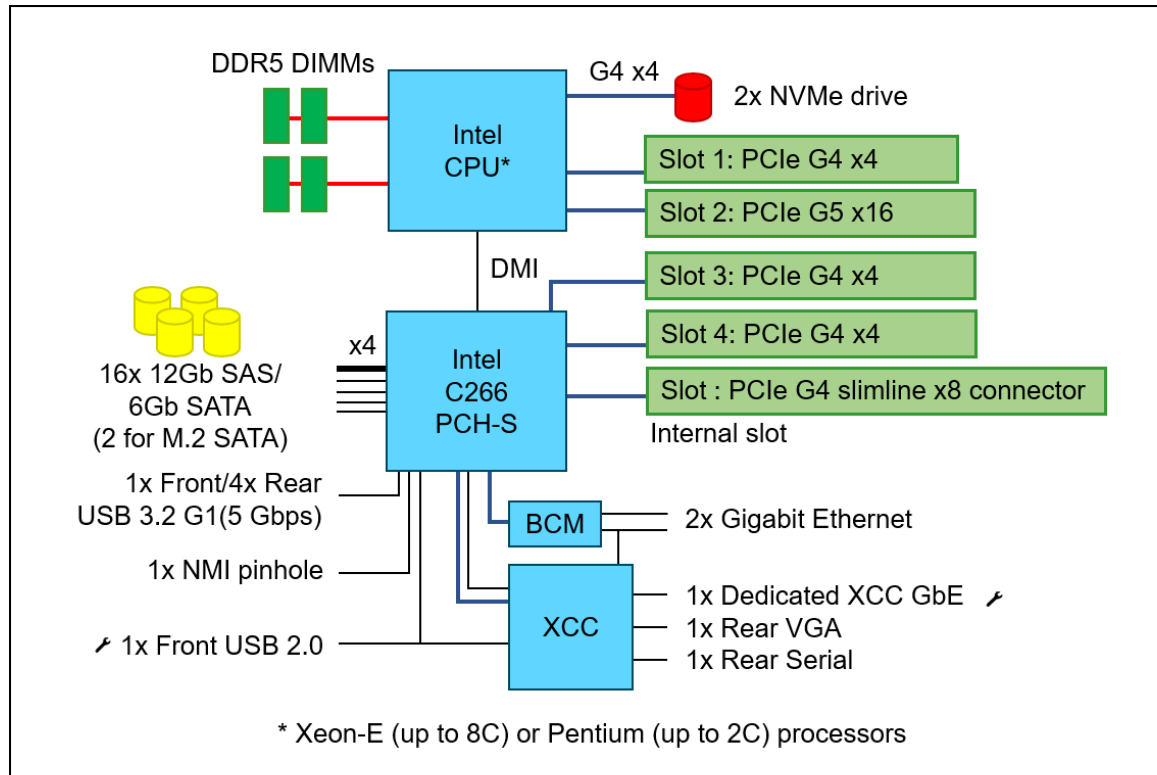 DDR5 DIMMs
G4 x4
2x NVMe drive
Intel
CPU*
Slot 1: PCIe G4 x4
Slot 2: PCIe G5 x16
DMI
Slot 3: PCIe G4 x4
Slot 4: PCIe G4 x4
Slot : PCIe G4 slimline x8 connector
Internal slot
x4
Intel
C266
PCH-S
16x 12Gb SAS/
6Gb SATA
(2 for M.2 SATA)
1x Front/4x Rear
USB 3.2 G1(5 Gbps)
BCM
2x Gigabit Ethernet
1x NMI pinhole
XCC
1x Dedicated XCC GbE
1x Rear VGA
1x Rear Serial
1x Front USB 2.0
* Xeon-E (up to 8C) or Pentium (up to 2C) processors